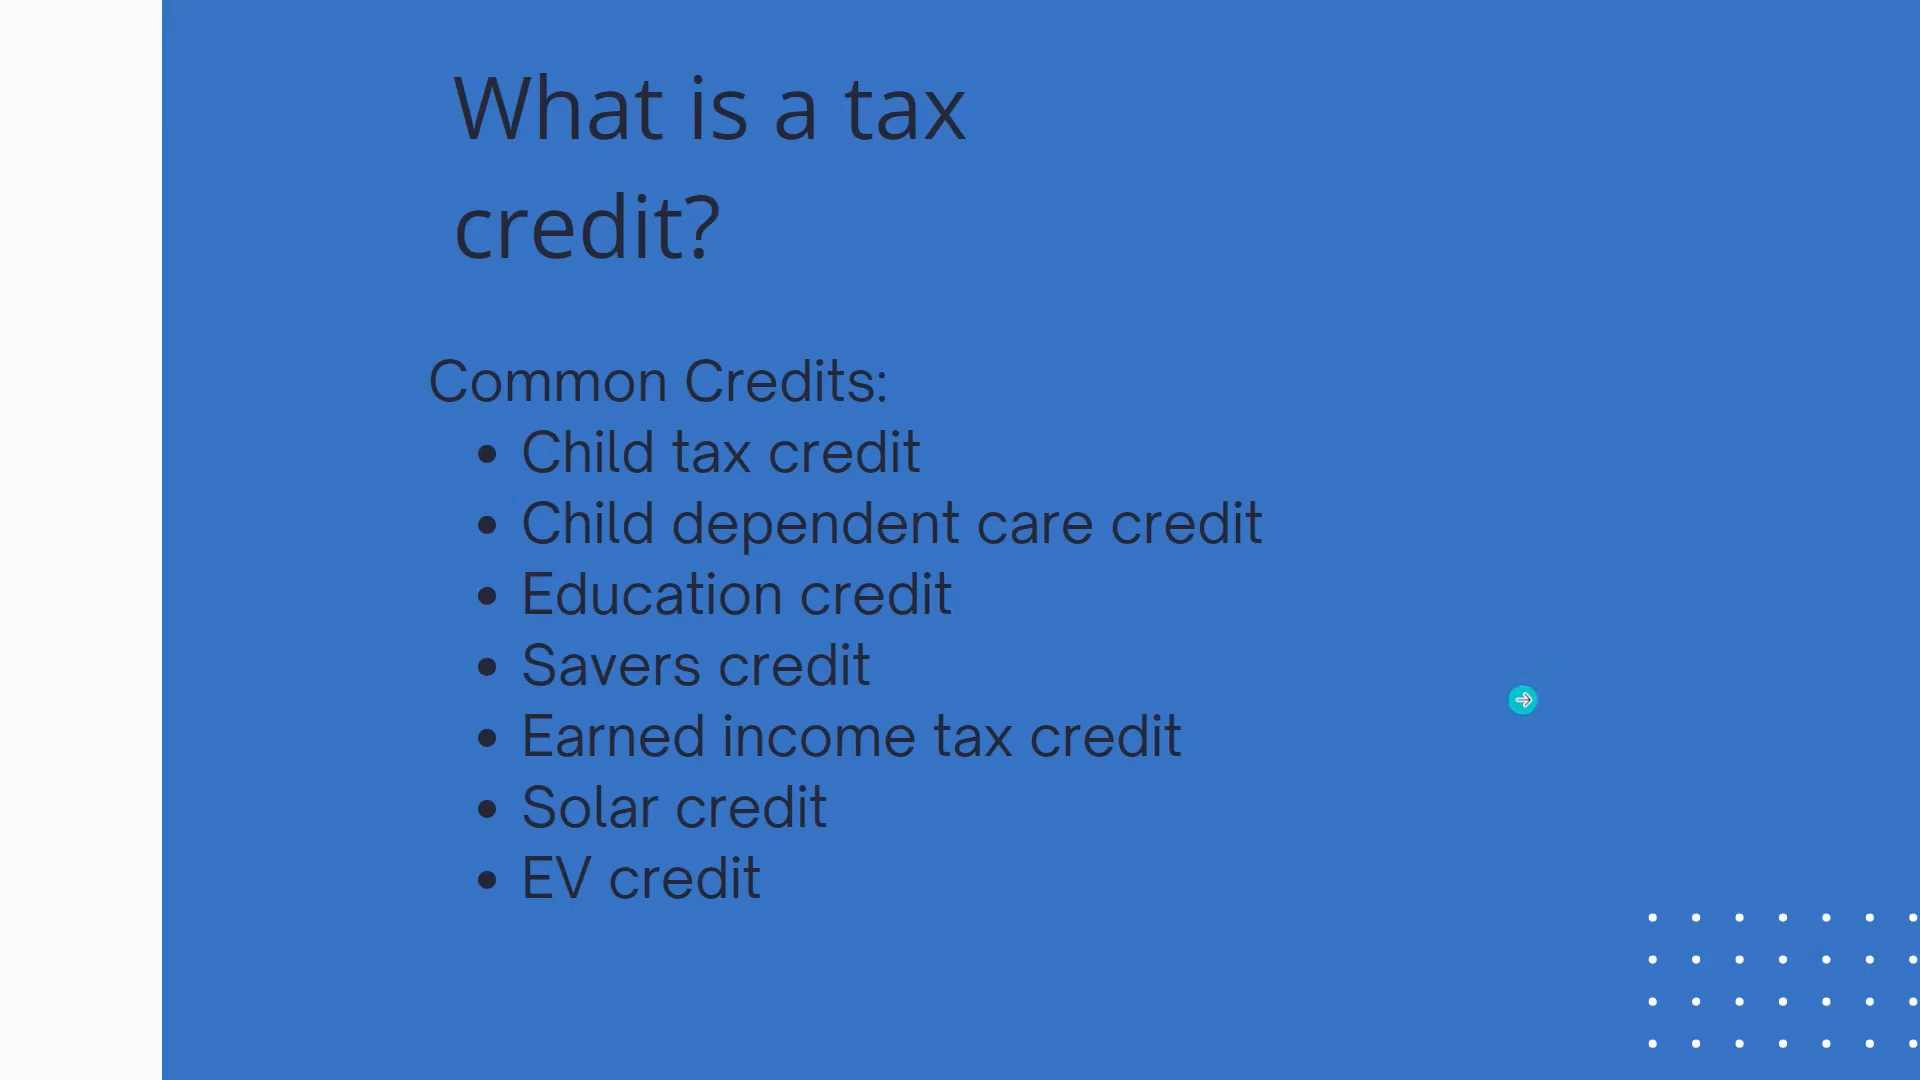 What is a tax
credit?
Common Credits:
• Child tax credit
• Child dependent care credit
• Education credit
• Savers credit
• Earned income tax credit
• Solar credit
• EV credit